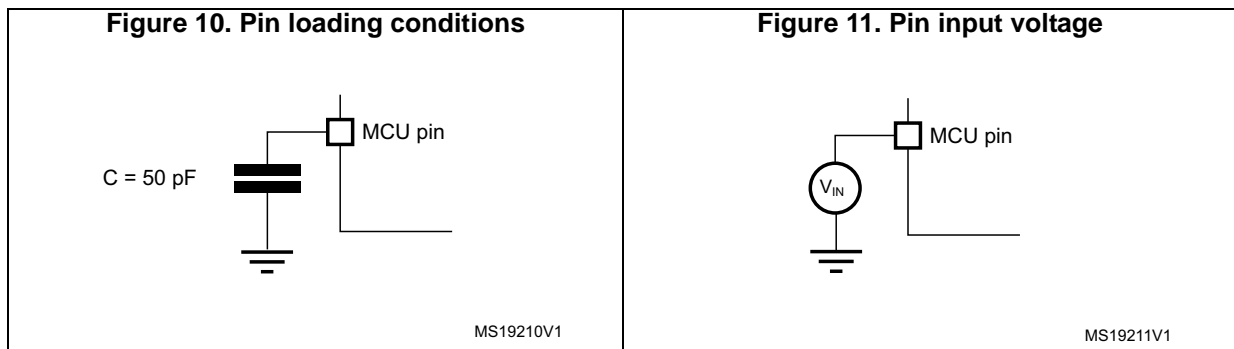 Figure 10. Pin loading conditions
MCU pin
C = 50 pF
MS19210V1
Figure 11. Pin input voltage
MCU pin
VIN
MS19211V1